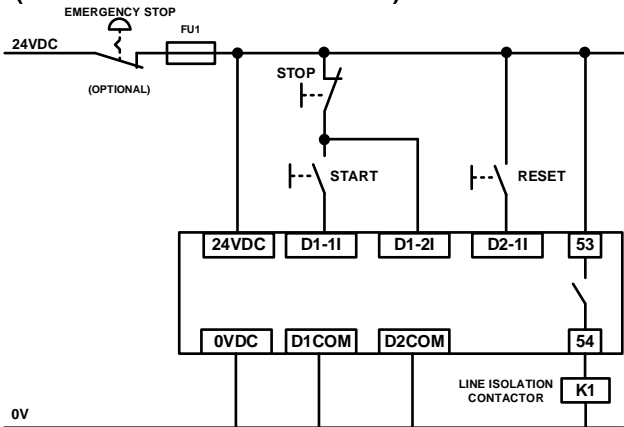 EMERGENCY STOP
FU1
24VDC
(OPTIONAL)
STOP
START
RESET
24VDC D1-1I D1-2I D2-1I 53
0VDC D1COM D2COM 54
LINE ISOLATION
CONTACTOR
K1
0V